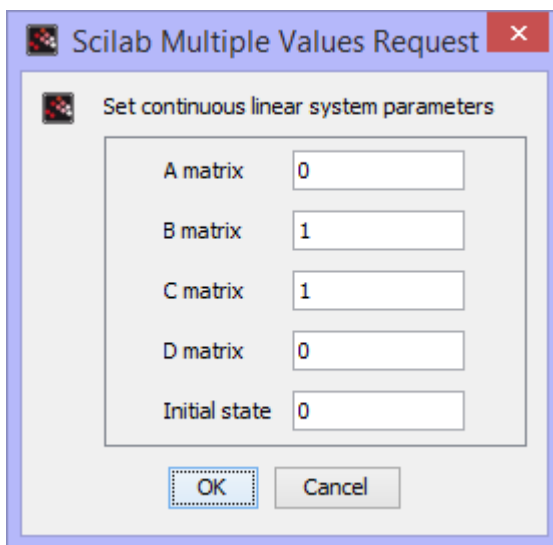 Scilab Multiple Values Request
Set continuous linear system parameters
A matrix 0
B matrix 1
C matrix 1
D matrix 0
Initial state 0
OK Cancel